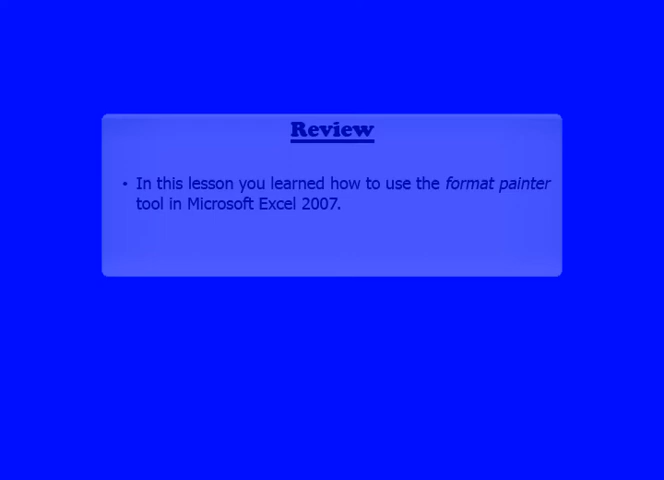 Review
• In this lesson you learned how to use the format painter
tool in Microsoft Excel 2007.